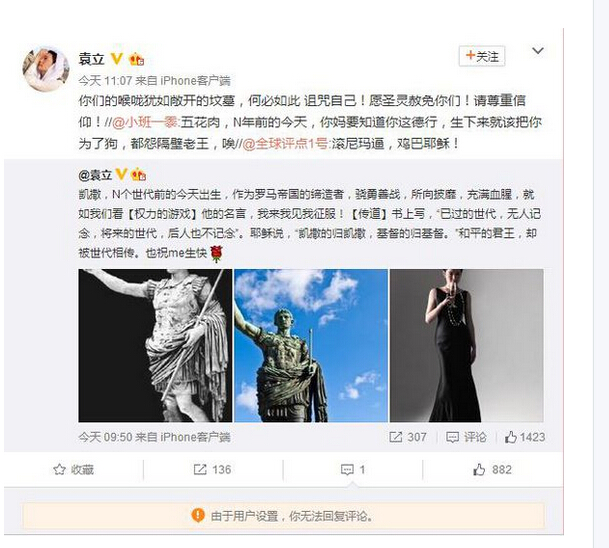 袁立
+关注
今天 11:07 来自 iPhone客户端
你们的喉咙犹如敞开的坟墓，何必如此 诅咒自己！愿圣灵赦免你们！请尊重信
仰！//@小班一黍:五花肉，N年前的今天，你妈要知道你这德行，生下来就该把你
为了狗，都怨隔壁老王，唉//@全球评点1号:滚尼玛逼，鸡巴耶稣！
@袁立
凯撒，N个世代前的今天出生，作为罗马帝国的缔造者，骁勇善战，所向披靡，充满血腥，就
如我们看【权力的游戏】他的名言，我来我见我征服！【传道】书上写，“已过的世代，无人记
念，将来的世代，后人也不记念”。耶稣说，“凯撒的归凯撒，基督的归基督。”和平的君王，却
被世代相传。也祝me生快
今天 09:50 来自 iPhone客户端
307
评论
1423
收藏
136
1
882
由于用户设置，你无法回复评论。